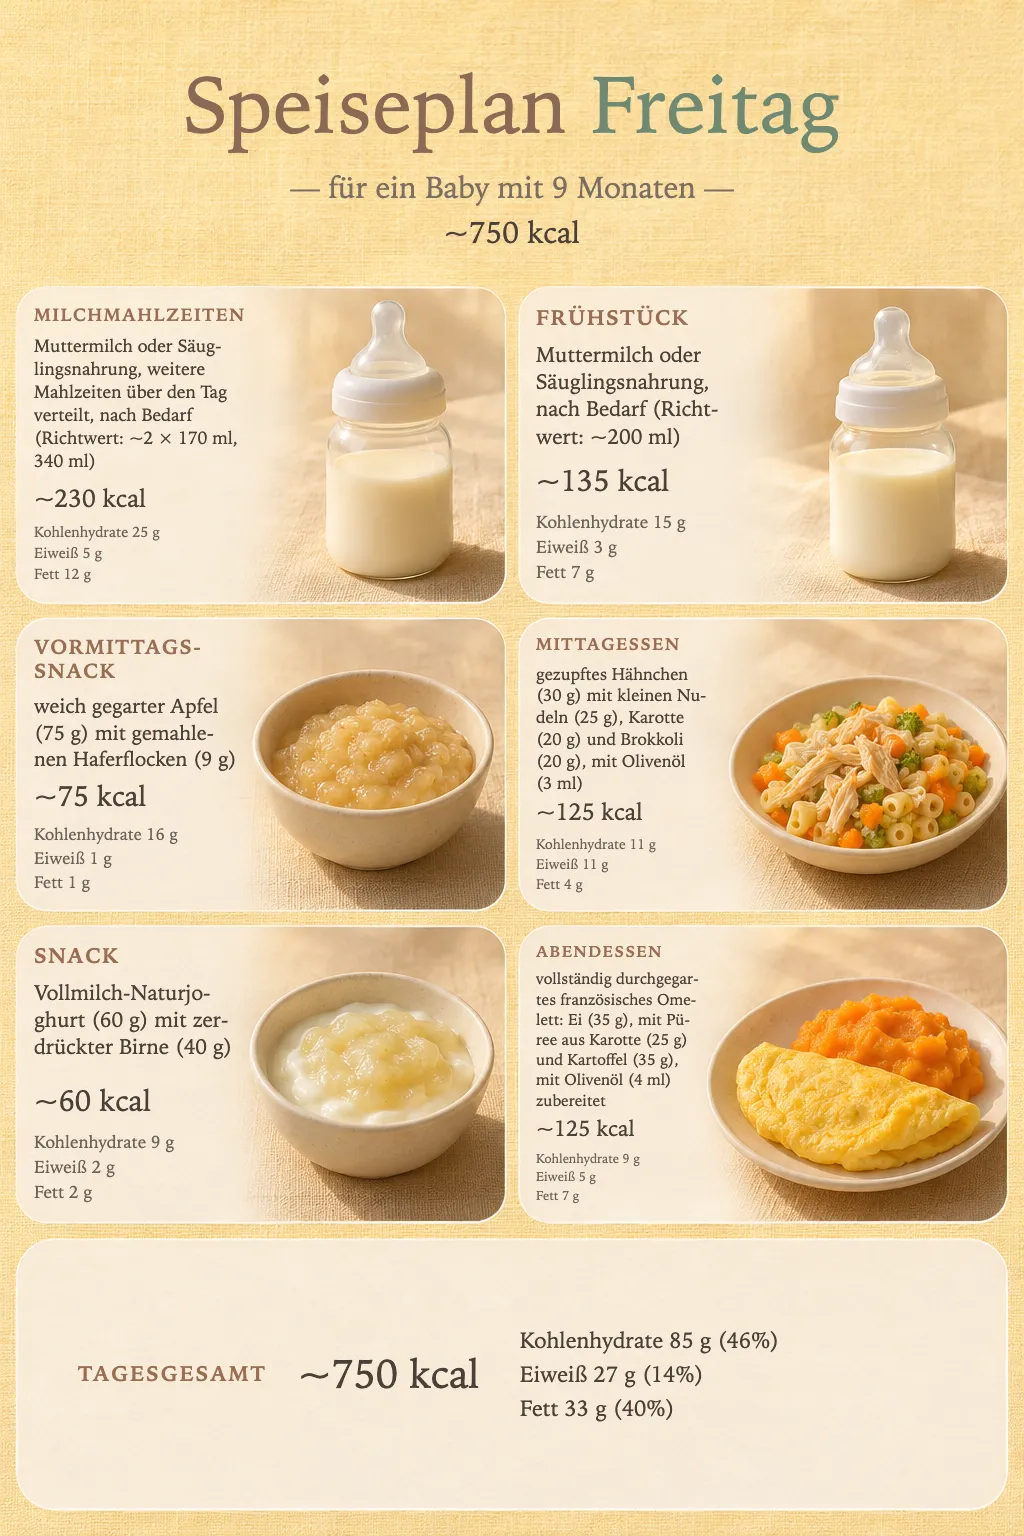 Speiseplan Freitag
— für ein Baby mit 9 Monaten —
~750 kcal
MILCHMAHLZEITEN
Muttermilch oder Säug-
lingsnahrung, weitere
Mahlzeiten über den Tag
verteilt, nach Bedarf
(Richtwert: ~2 × 170 ml,
340 ml)
~230 kcal
Kohlenhydrate 25 g
Eiweiß 5 g
Fett 12 g
FRÜHSTÜCK
Muttermilch oder
Säuglingsnahrung,
nach Bedarf (Richt-
wert: ~200 ml)
~135 kcal
Kohlenhydrate 15 g
Eiweiß 3 g
Fett 7 g
VORMITTAGS-
SNACK
weich gegarter Apfel
(75 g) mit gemahle-
nen Haferflocken (9 g)
~75 kcal
Kohlenhydrate 16 g
Eiweiß 1 g
Fett 1 g
MITTAGESSEN
gezupftes Hähnchen
(30 g) mit kleinen Nu-
deln (25 g), Karotte
(20 g) und Brokkoli
(20 g), mit Olivenöl
(3 ml)
~125 kcal
Kohlenhydrate 11 g
Eiweiß 11 g
Fett 4 g
SNACK
Vollmilch-Naturjo-
ghurt (60 g) mit zer-
drückter Birne (40 g)
~60 kcal
Kohlenhydrate 9 g
Eiweiß 2 g
Fett 2 g
ABENDESSEN
vollständig durchgegar-
tes französisches Ome-
lett: Ei (35 g), mit Pü-
ree aus Karotte (25 g)
und Kartoffel (35 g),
mit Olivenöl (4 ml)
zubereitet
~125 kcal
Kohlenhydrate 9 g
Eiweiß 5 g
Fett 7 g
TAGESGESAMT
~750 kcal
Kohlenhydrate 85 g (46%)
Eiweiß 27 g (14%)
Fett 33 g (40%)